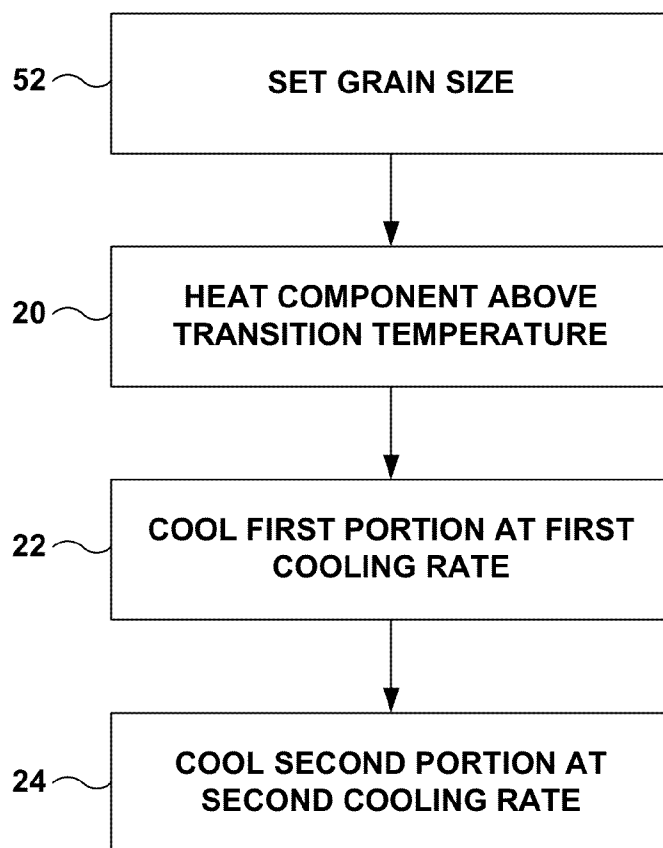 52
SET GRAIN SIZE
20
HEAT COMPONENT ABOVE
TRANSITION TEMPERATURE
22
COOL FIRST PORTION AT FIRST
COOLING RATE
24
COOL SECOND PORTION AT
SECOND COOLING RATE